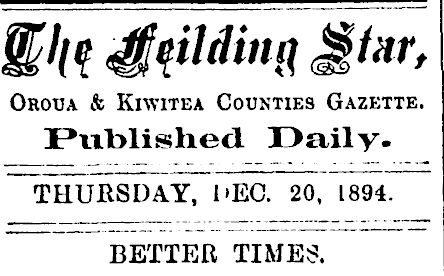 The Feilding Star,
OROUA & KIWITEA COUNTIES GAZETTE.
Published Daily.
THURSDAY, DEC. 20, 1894.
BETTER TIMES.